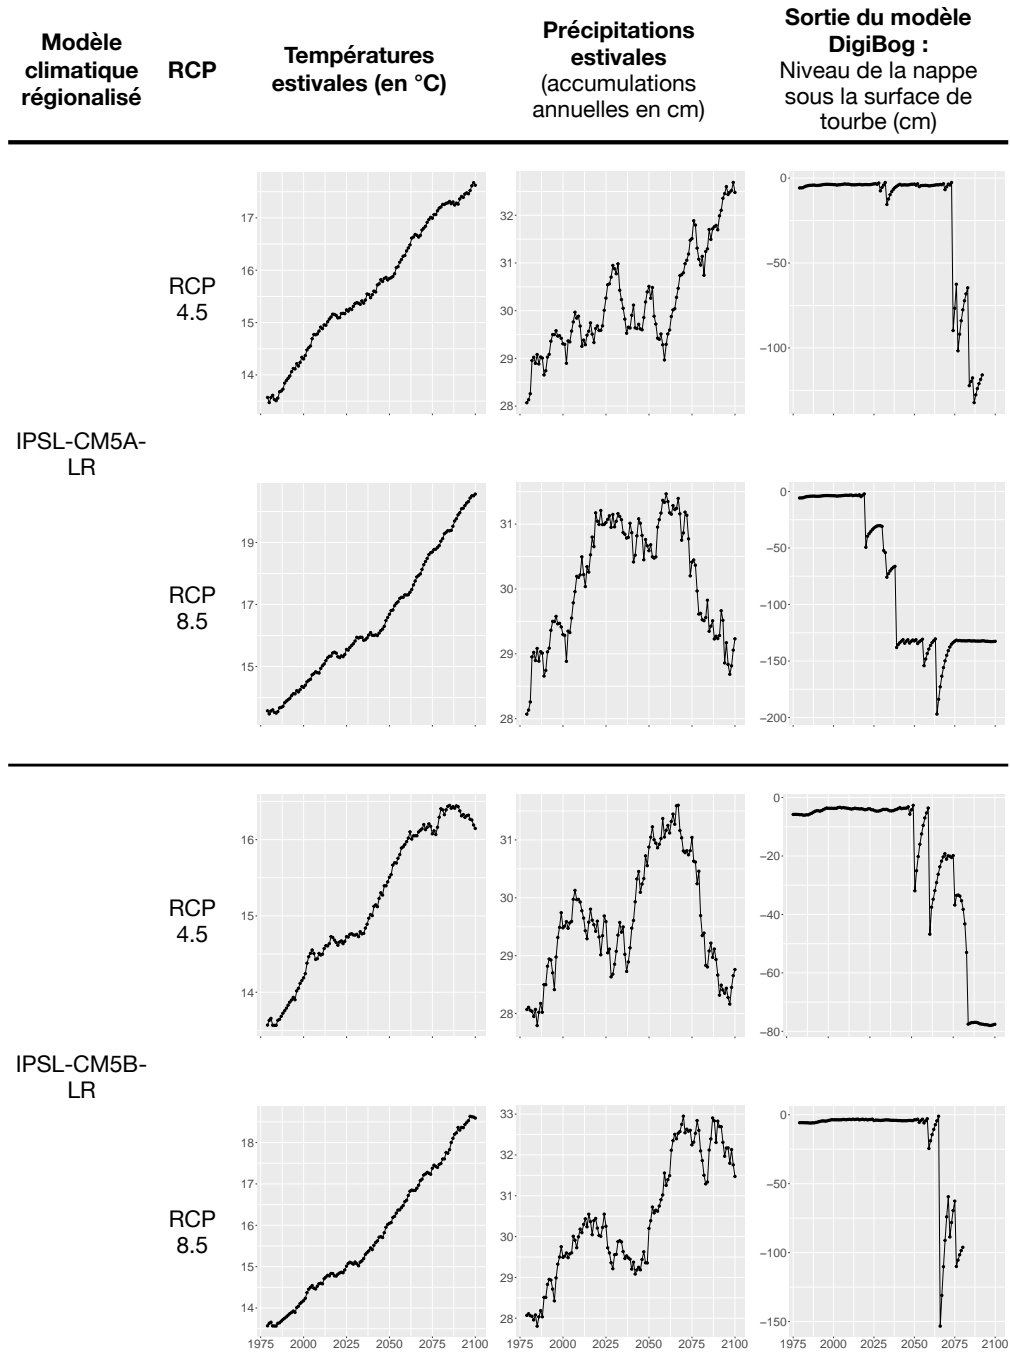 Modèle
climatique
régionalisé
RCP
Températures
estivales (en °C)
Précipitations
estivales
(accumulations
annuelles en cm)
Sortie du modèle
DigiBog :
Niveau de la nappe
sous la surface de
tourbe (cm)
IPSL-CM5A-
LR
RCP
4.5
17
16
15
14
32
31
30
29
28
0
−50
−100
RCP
8.5
19
17
15
31
30
29
28
0
−50
−100
−150
−200
IPSL-CM5B-
LR
RCP
4.5
16
15
14
31
30
29
28
0
−20
−40
−60
−80
RCP
8.5
18
17
16
15
14
1975 2000 2025 2050 2075 2100
33
32
31
30
29
28
1975 2000 2025 2050 2075 2100
0
−50
−100
−150
1975 2000 2025 2050 2075 2100